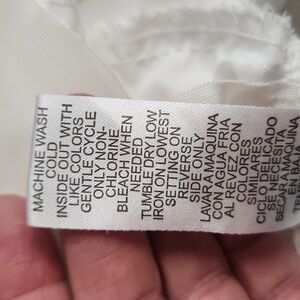 MACHINE WASH
COLD
INSIDE OUT WITH
LIKE COLORS
GENTLE CYCLE
ONLY NON-
CHLORINE
BLEACH WHEN
NEEDED
TUMBLE DRY LOW
IRON ON LOWEST
SETTING ON
REVERSE
SIDE ONLY
LAVAR A MAQUINA
CON AGUA FRIA
AL REVEZ CON
COLORES
SIMILARES
CICLO DELICADO
SE NECESITO
SECAR A MAQUINA
EN BAJA